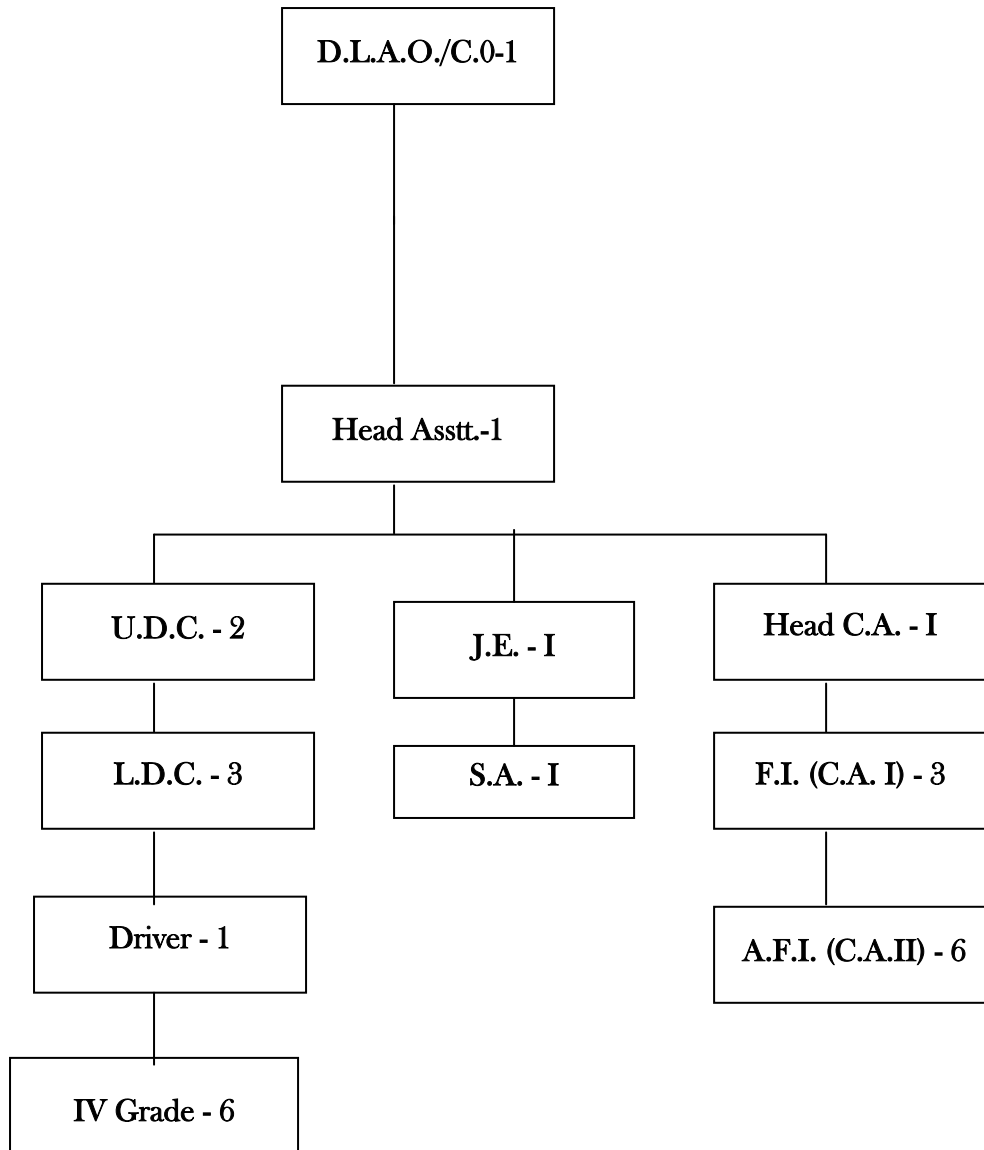 D.L.A.O./C.0-1
Head Asstt.-1
U.D.C. - 2
J.E. - I
Head C.A. - I
L.D.C. - 3
S.A. - I
F.I. (C.A. I) - 3
Driver - 1
A.F.I. (C.A.II) - 6
IV Grade - 6